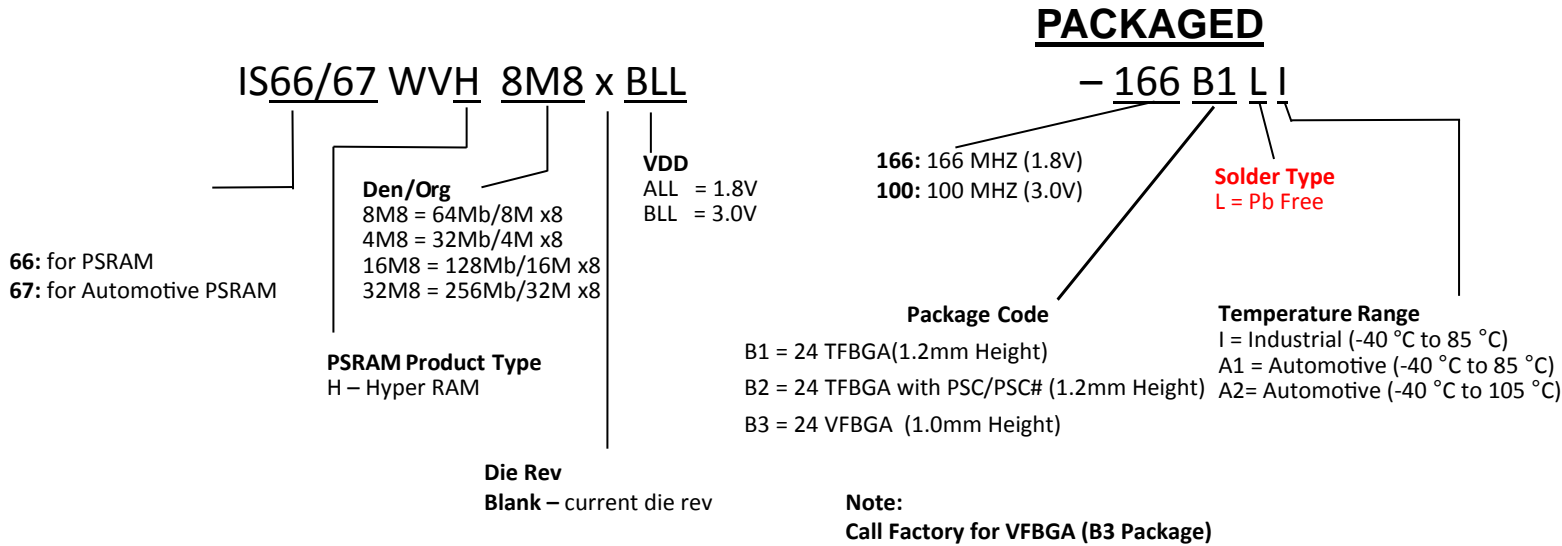 PACKAGED
IS66/67 WVH 8M8 x BLL
– 166 B1 L I
66: for PSRAM
67: for Automotive PSRAM
PSRAM Product Type
H – Hyper RAM
Den/Org
8M8 = 64Mb/8M x8
4M8 = 32Mb/4M x8
16M8 = 128Mb/16M x8
32M8 = 256Mb/32M x8
Die Rev
Blank – current die rev
VDD
ALL = 1.8V
BLL = 3.0V
166: 166 MHZ (1.8V)
100: 100 MHZ (3.0V)
Package Code
B1 = 24 TFBGA(1.2mm Height)
B2 = 24 TFBGA with PSC/PSC# (1.2mm Height)
B3 = 24 VFBGA (1.0mm Height)
Solder Type
L = Pb Free
Temperature Range
I = Industrial (-40 °C to 85 °C)
A1 = Automotive (-40 °C to 85 °C)
A2= Automotive (-40 °C to 105 °C)
Note:
Call Factory for VFBGA (B3 Package)